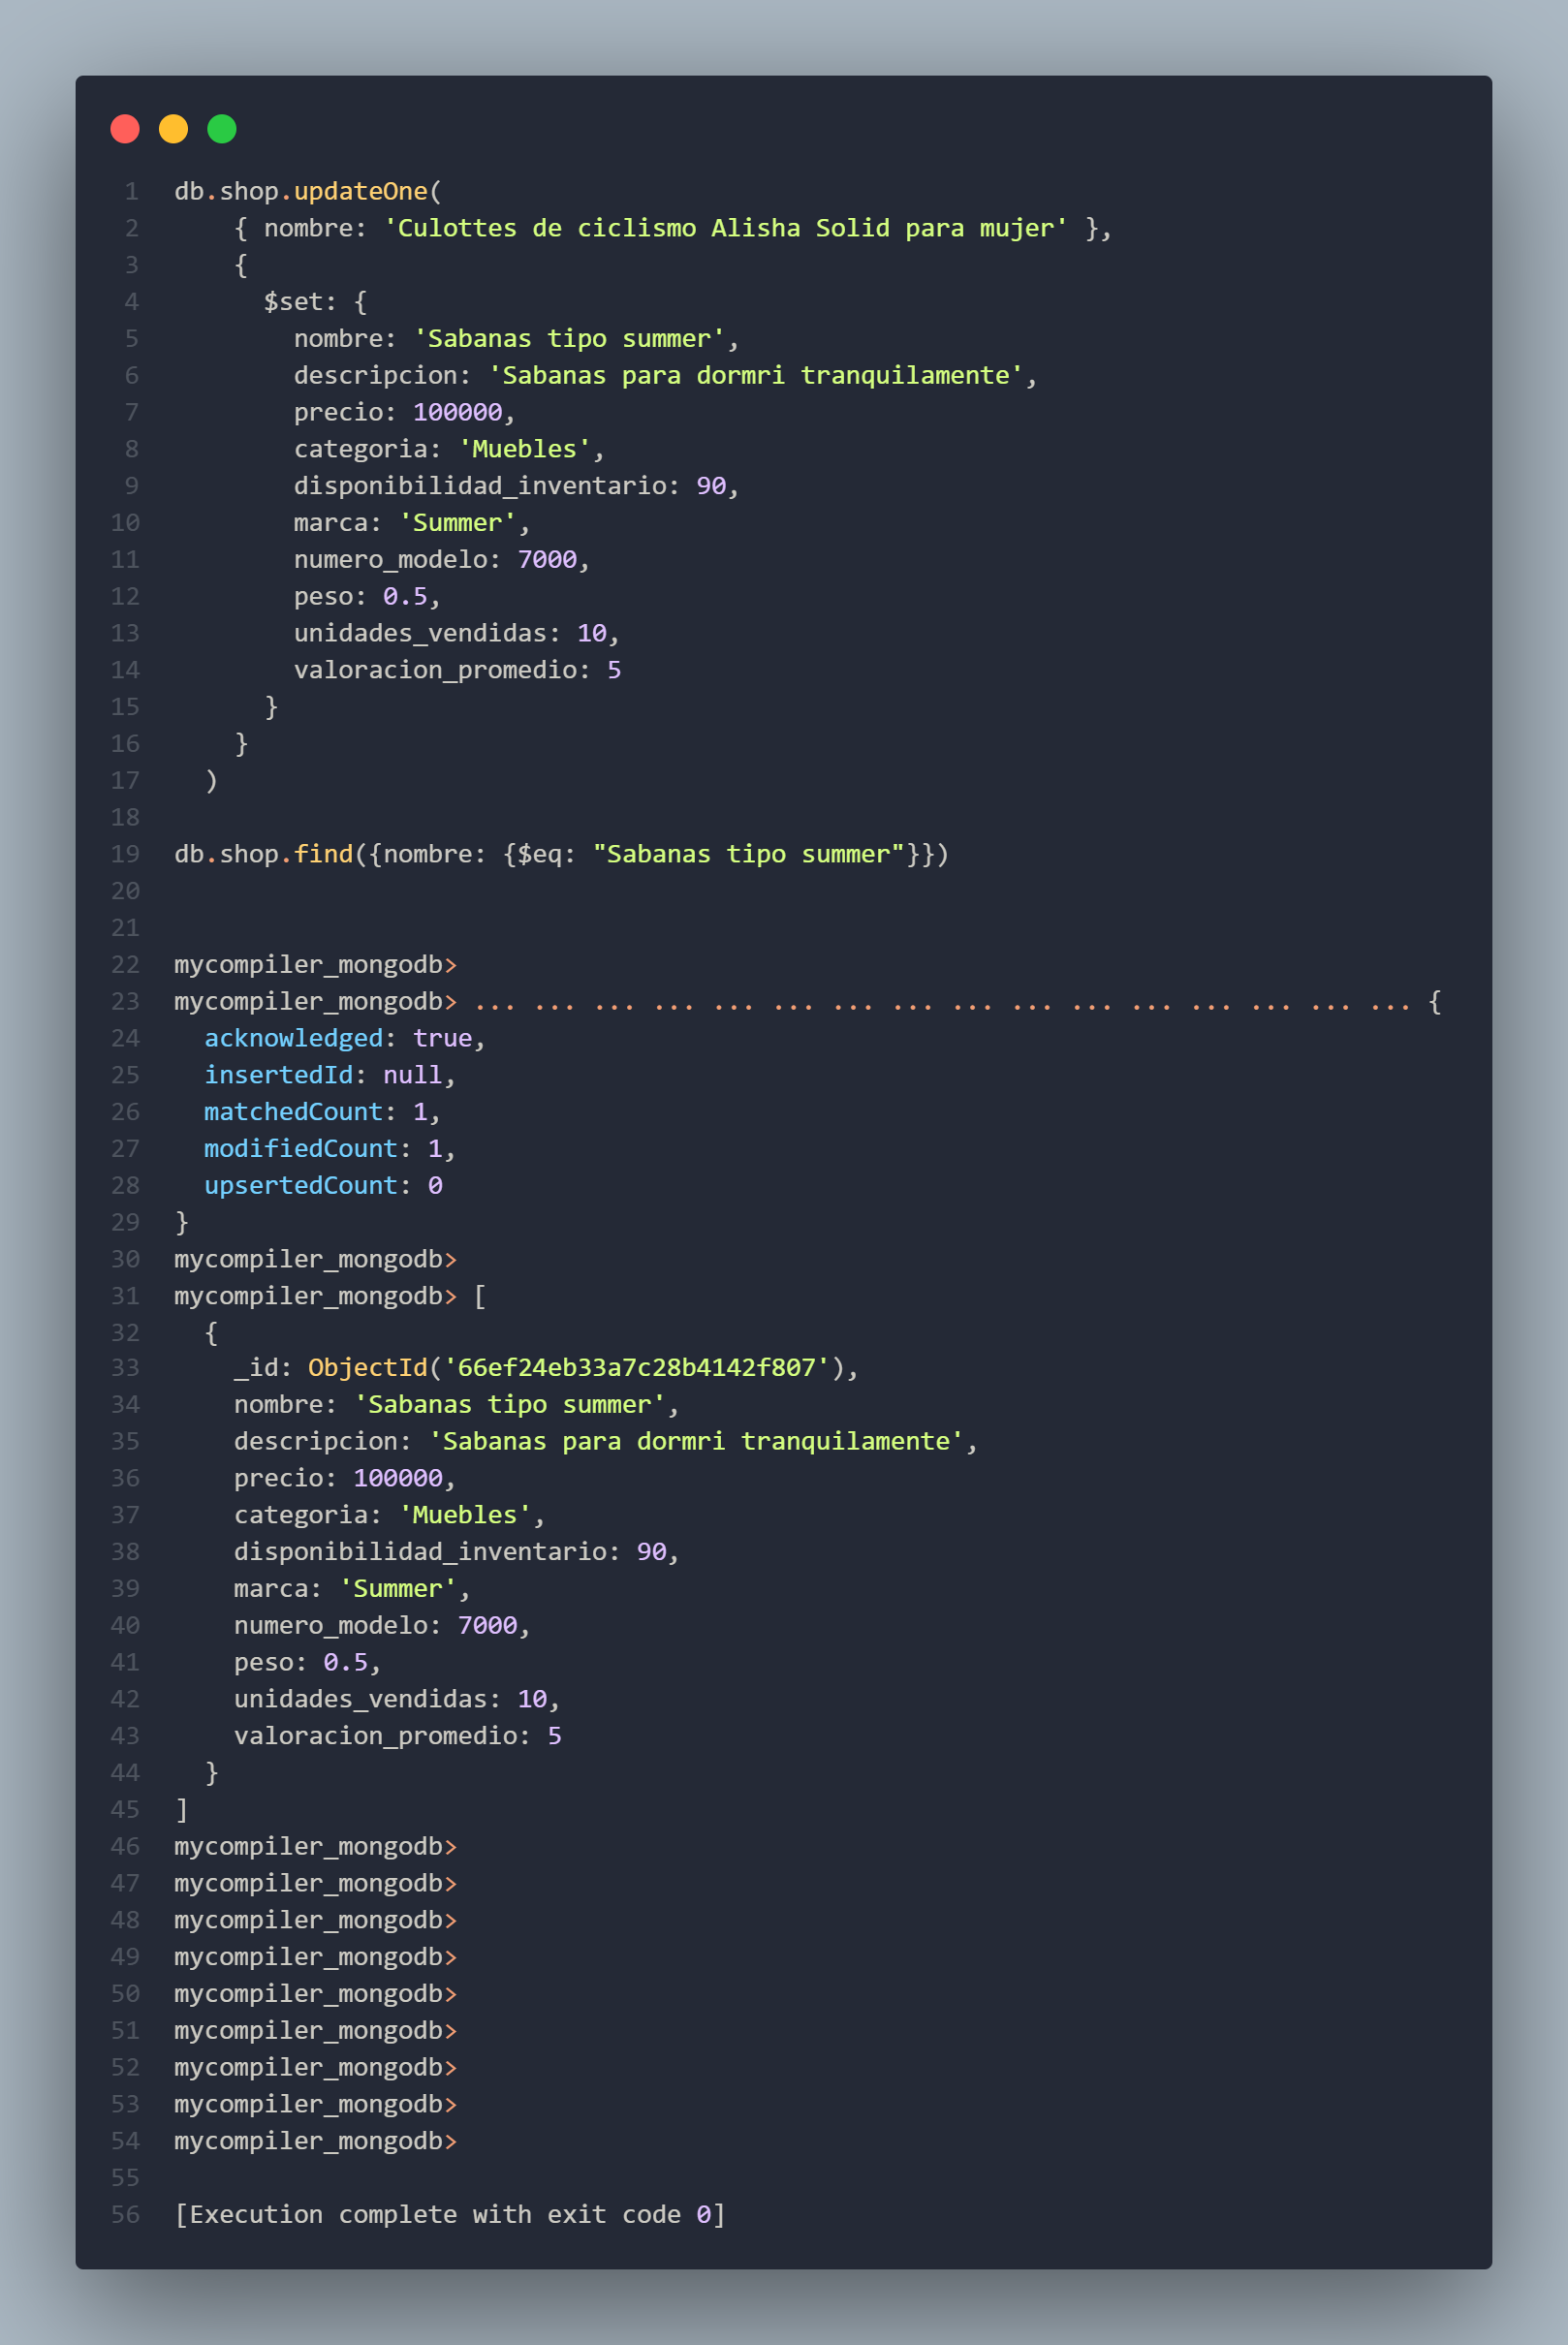 1 db.shop.updateOne(
2 { nombre: 'Culottes de ciclismo Alisha Solid para mujer' },
3 {
4 $set: {
5 nombre: 'Sabanas tipo summer',
6 descripcion: 'Sabanas para dormri tranquilamente',
7 precio: 100000,
8 categoria: 'Muebles',
9 disponibilidad_inventario: 90,
10 marca: 'Summer',
11 numero_modelo: 7000,
12 peso: 0.5,
13 unidades_vendidas: 10,
14 valoracion_promedio: 5
15 }
16 }
17 )
18
19 db.shop.find({nombre: {$eq: "Sabanas tipo summer"}})
20
21
22 mycompiler_mongodb>
23 mycompiler_mongodb> ... ... ... ... ... ... ... ... ... ... ... ... ... ... ... ... {
24 acknowledged: true,
25 insertedId: null,
26 matchedCount: 1,
27 modifiedCount: 1,
28 upsertedCount: 0
29 }
30 mycompiler_mongodb>
31 mycompiler_mongodb> [
32 {
33 _id: ObjectId('66ef24eb33a7c28b4142f807'),
34 nombre: 'Sabanas tipo summer',
35 descripcion: 'Sabanas para dormri tranquilamente',
36 precio: 100000,
37 categoria: 'Muebles',
38 disponibilidad_inventario: 90,
39 marca: 'Summer',
40 numero_modelo: 7000,
41 peso: 0.5,
42 unidades_vendidas: 10,
43 valoracion_promedio: 5
44 }
45 ]
46 mycompiler_mongodb>
47 mycompiler_mongodb>
48 mycompiler_mongodb>
49 mycompiler_mongodb>
50 mycompiler_mongodb>
51 mycompiler_mongodb>
52 mycompiler_mongodb>
53 mycompiler_mongodb>
54 mycompiler_mongodb>
55
56 [Execution complete with exit code 0]